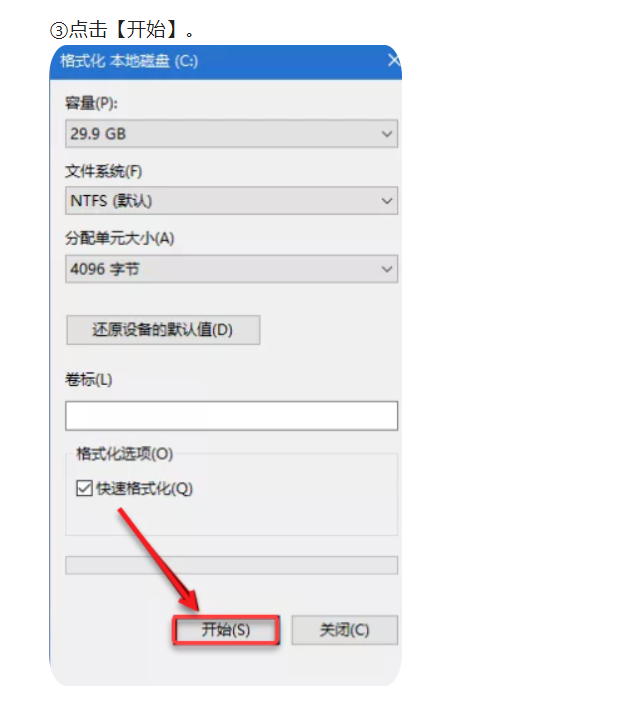 ③点击【开始】。
格式化 本地磁盘 (C:)
容量(P):
29.9 GB
文件系统(F)
NTFS (默认)
分配单元大小(A)
4096 字节
还原设备的默认值(D)
卷标(L)
格式化选项(O)
快速格式化(Q)
开始(S) 关闭(C)